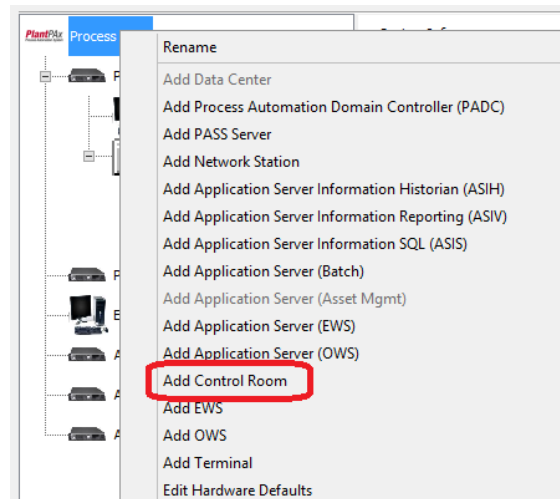 PlantPAx Process
Rename
P
Add Data Center
Add Process Automation Domain Controller (PADC)
Add PASS Server
Add Network Station
Add Application Server Information Historian (ASIH)
Add Application Server Information Reporting (ASIV)
Add Application Server Information SQL (ASIS)
P
Add Application Server (Batch)
Add Application Server (Asset Mgmt)
E
Add Application Server (EWS)
A
Add Application Server (OWS)
Add Control Room
A
Add EWS
A
Add OWS
Add Terminal
Edit Hardware Defaults